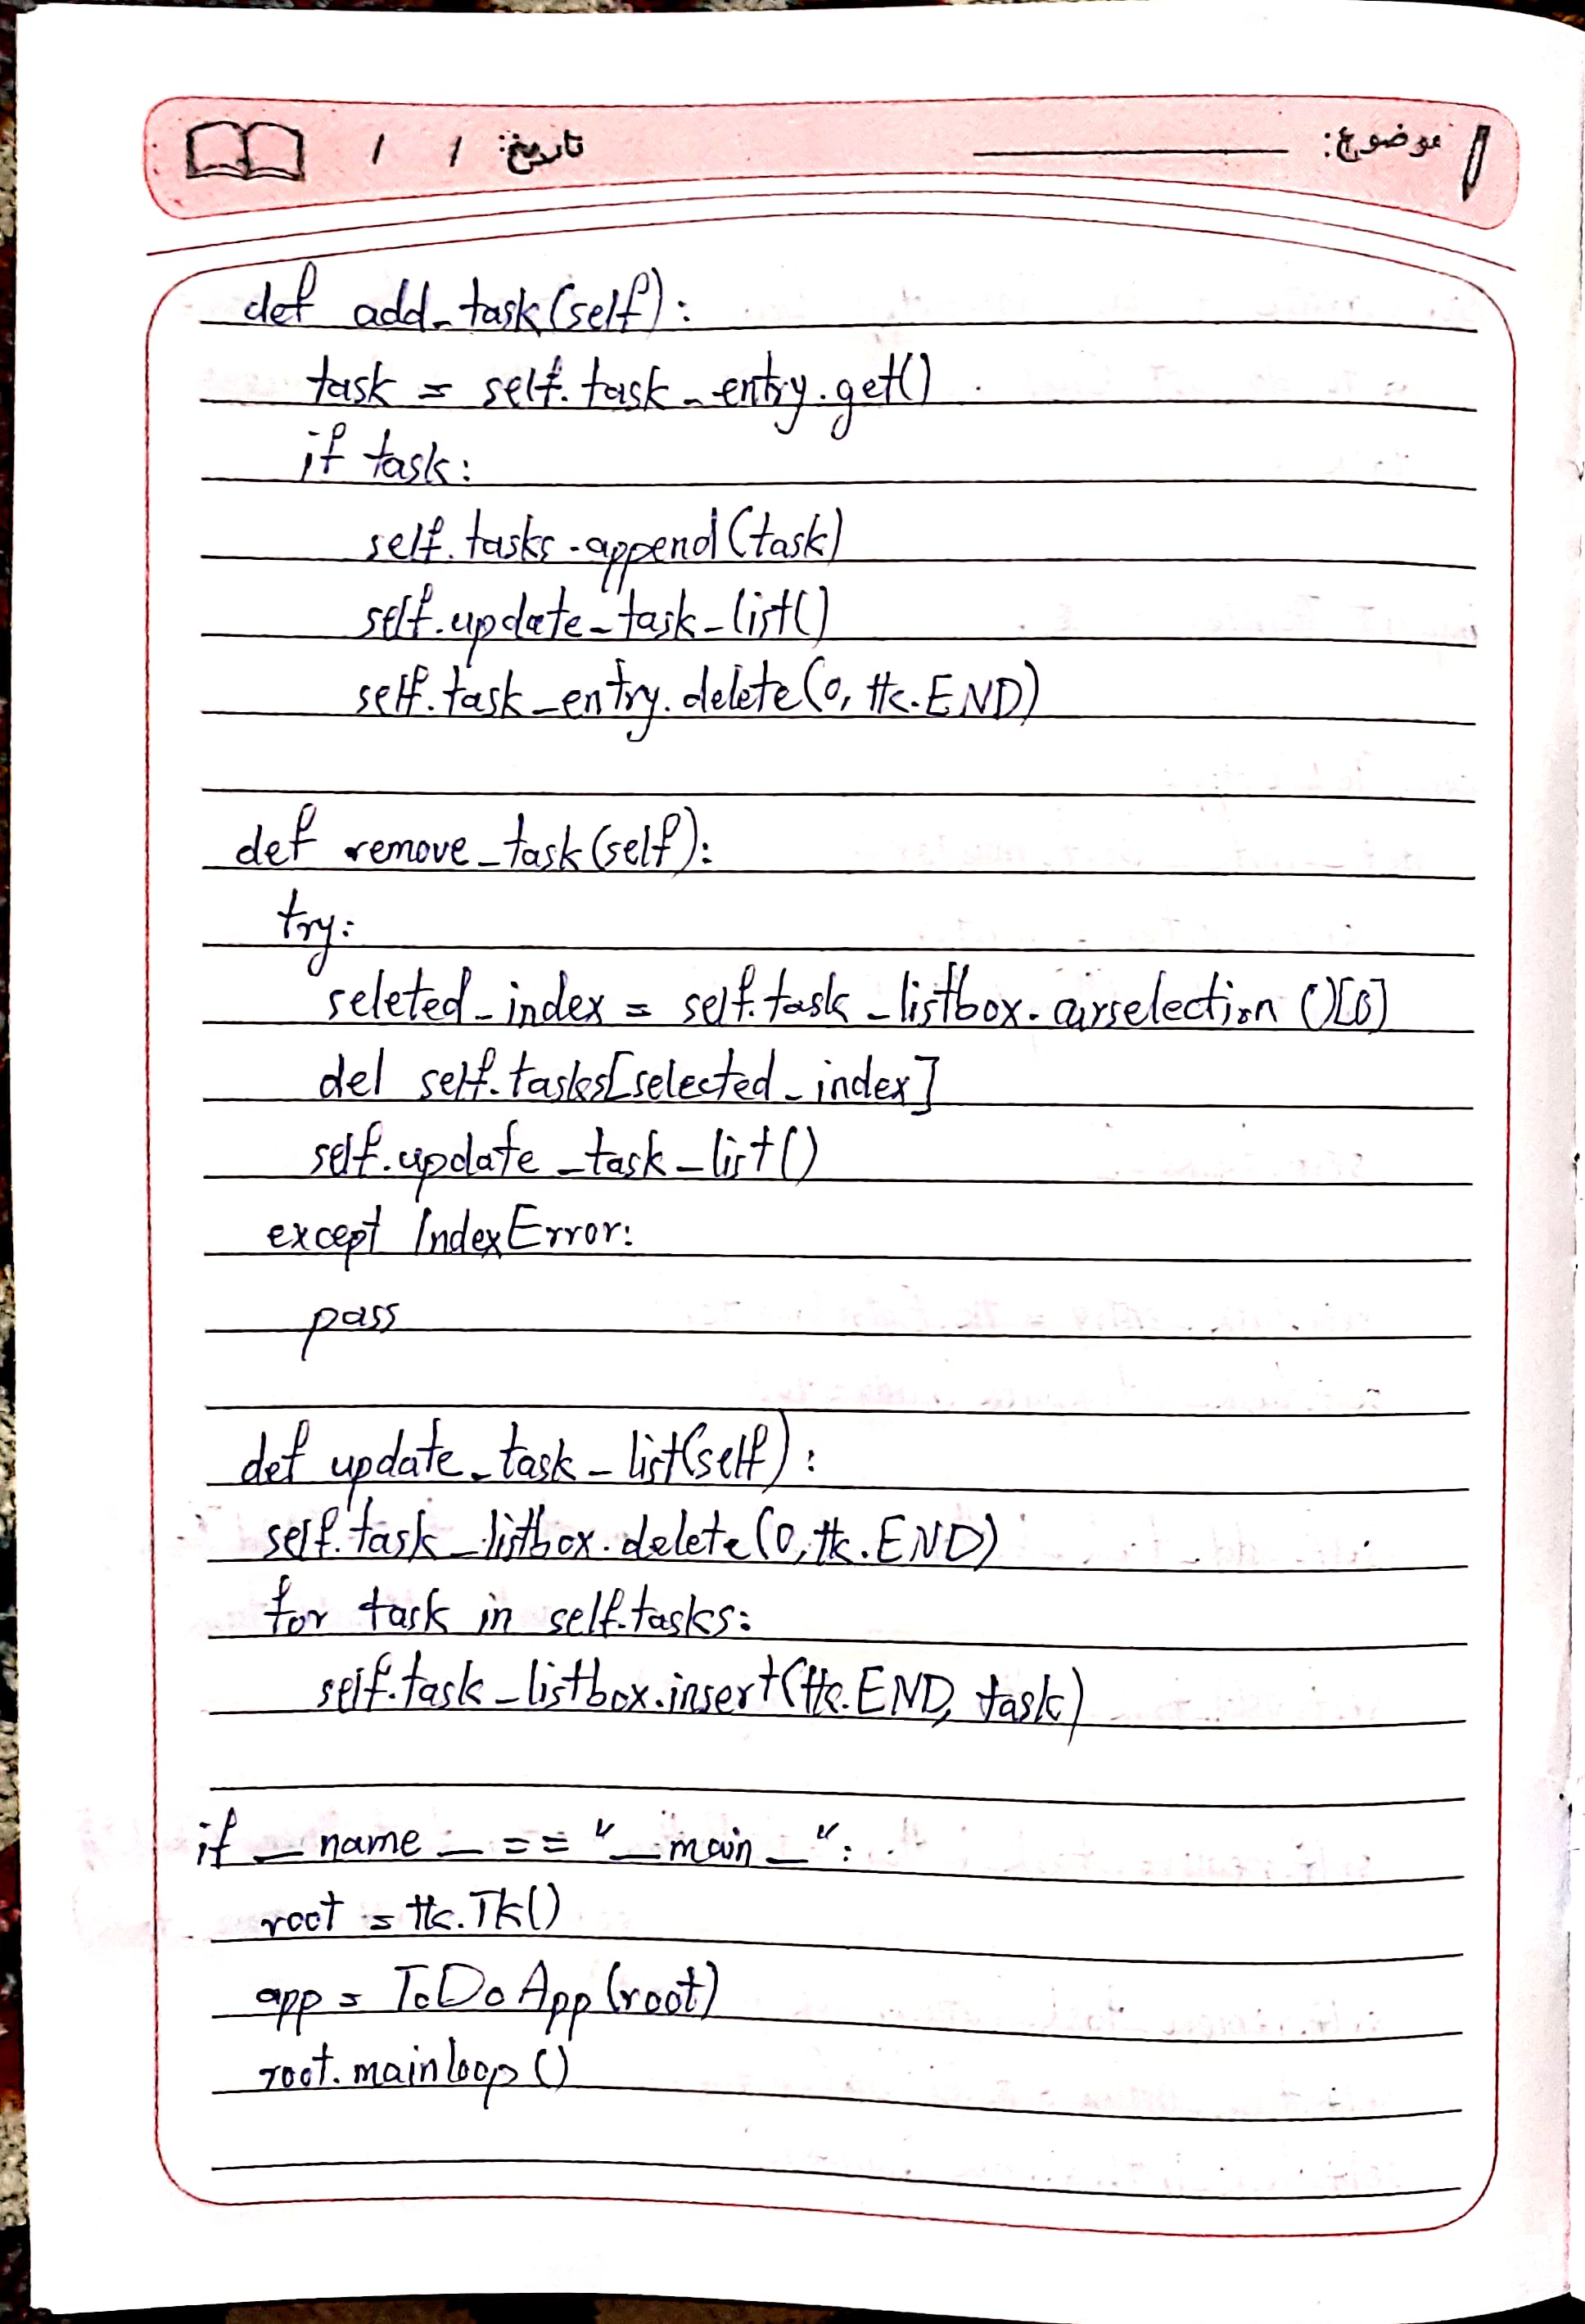 موضوع: تاریخ: / /
def add_task(self):
task = self.task_entry.get()
if task:
self.tasks.append(task)
self.update_task_list()
self.task_entry.delete(0, tk.END)
def remove_task(self):
try:
seleted_index = self.task_listbox.curselection()[0]
del self.tasks[selected_index]
self.update_task_list()
except IndexError:
pass
def update_task_list(self):
self.task_listbox.delete(0, tk.END)
for task in self.tasks:
self.task_listbox.insert(tk.END, task)
if _name_ == "_main_":
root = tk.Tk()
app = ToDoApp(root)
root.mainloop()